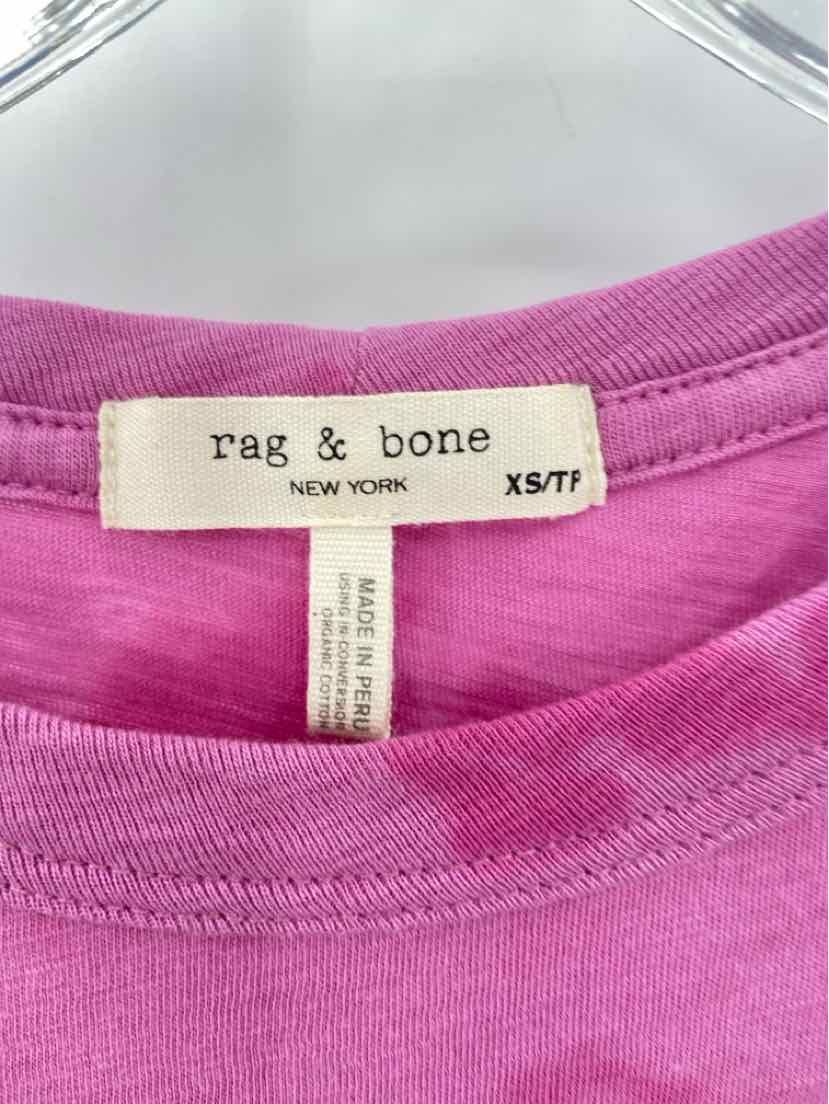 rag & bone
NEW YORK
XS/TP
MADE IN PERU
USING IN-CONVERSION
ORGANIC COTTON